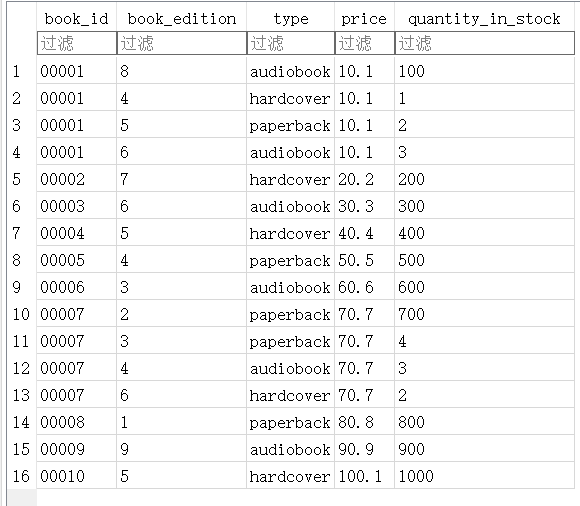 book_id book_edition type price quantity_in_stock
过滤 过滤 过滤 过滤 过滤
1 00001 8 audiobook 10.1 100
2 00001 4 hardcover 10.1 1
3 00001 5 paperback 10.1 2
4 00001 6 audiobook 10.1 3
5 00002 7 hardcover 20.2 200
6 00003 6 audiobook 30.3 300
7 00004 5 hardcover 40.4 400
8 00005 4 paperback 50.5 500
9 00006 3 audiobook 60.6 600
10 00007 2 paperback 70.7 700
11 00007 3 paperback 70.7 4
12 00007 4 audiobook 70.7 3
13 00007 6 hardcover 70.7 2
14 00008 1 paperback 80.8 800
15 00009 9 audiobook 90.9 900
16 00010 5 hardcover 100.1 1000